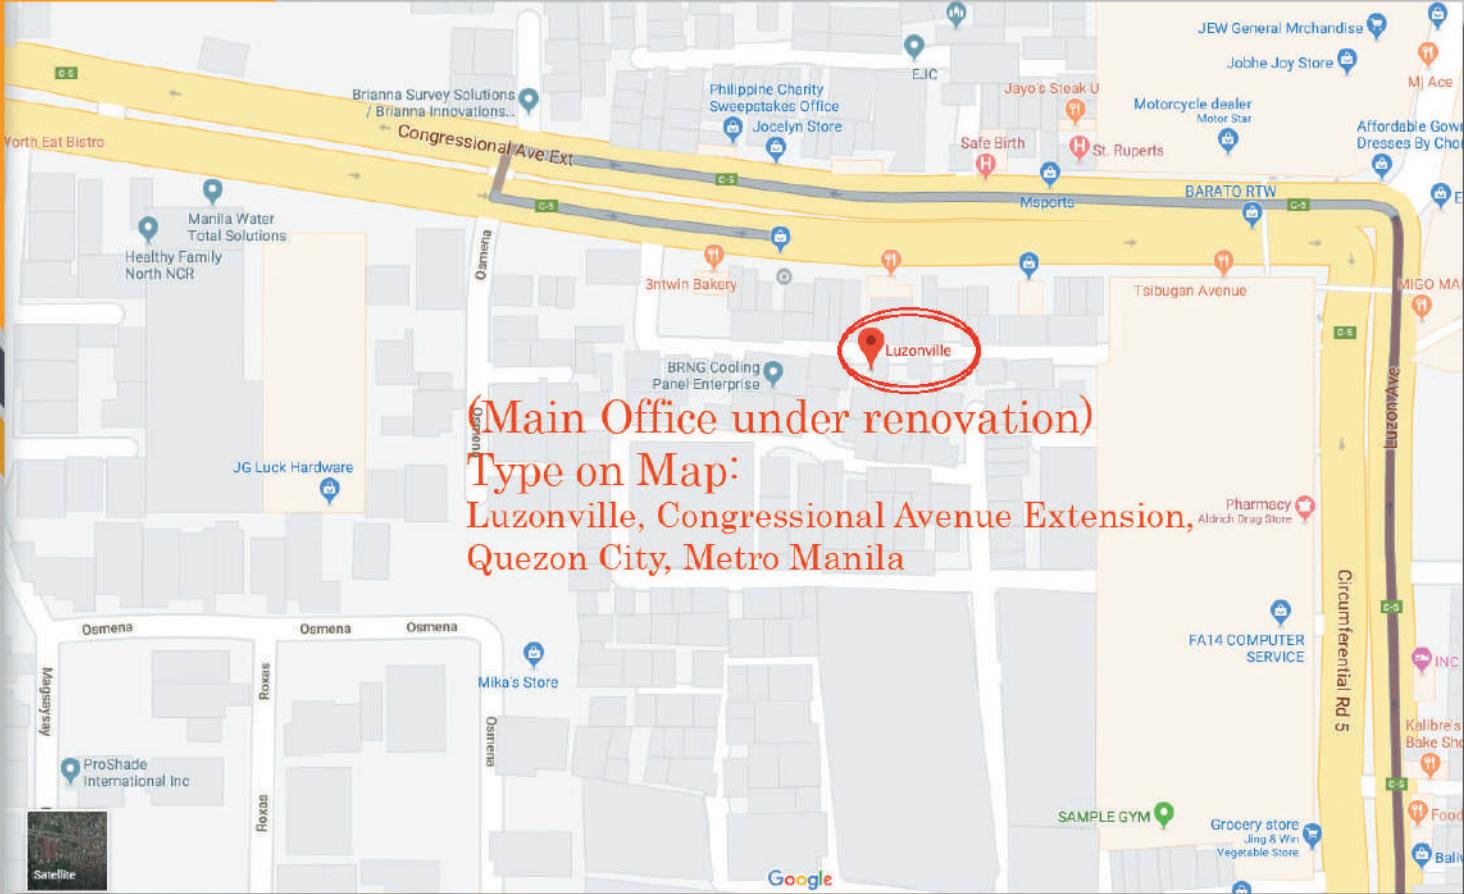 JEW General Mrchandise
Jobhe Joy Store
Mj Ace
EJC
C-5
Brianna Survey Solutions
/ Brianna Innovations..
Philippine Charity
Sweepstakes Office
Jocelyn Store
Jayo's Steak U
Motorcycle dealer
Motor Star
Affordable Gow
Dresses By Cho
Worth Eat Bistro
Congressional Ave Ext
Safe Birth
St. Ruperts
C-5
Msports
BARATO RTW
C-5
C-5
Manila Water
Total Solutions
Healthy Family
North NCR
Osmena
3ntwin Bakery
Tsibugan Avenue
MIGO MA
C-5
Luzonville
BRNG Cooling
Panel Enterprise
Luzon Ave
Osmena
(Main Office under renovation)
Type on Map:
Luzonville, Congressional Avenue Extension,
Quezon City, Metro Manila
JG Luck Hardware
Pharmacy
Aldrich Drug Store
Circumferential Rd 5
C-5
FA14 COMPUTER
SERVICE
INC
Osmena
Osmena
Osmena
Magsaysay
Roxas
Mika's Store
Osmena
Kalibre's
Bake Sho
ProShade
International Inc
C-5
Roxas
SAMPLE GYM
Grocery store
Jing & Win
Vegetable Store
Food
Satellite
Google